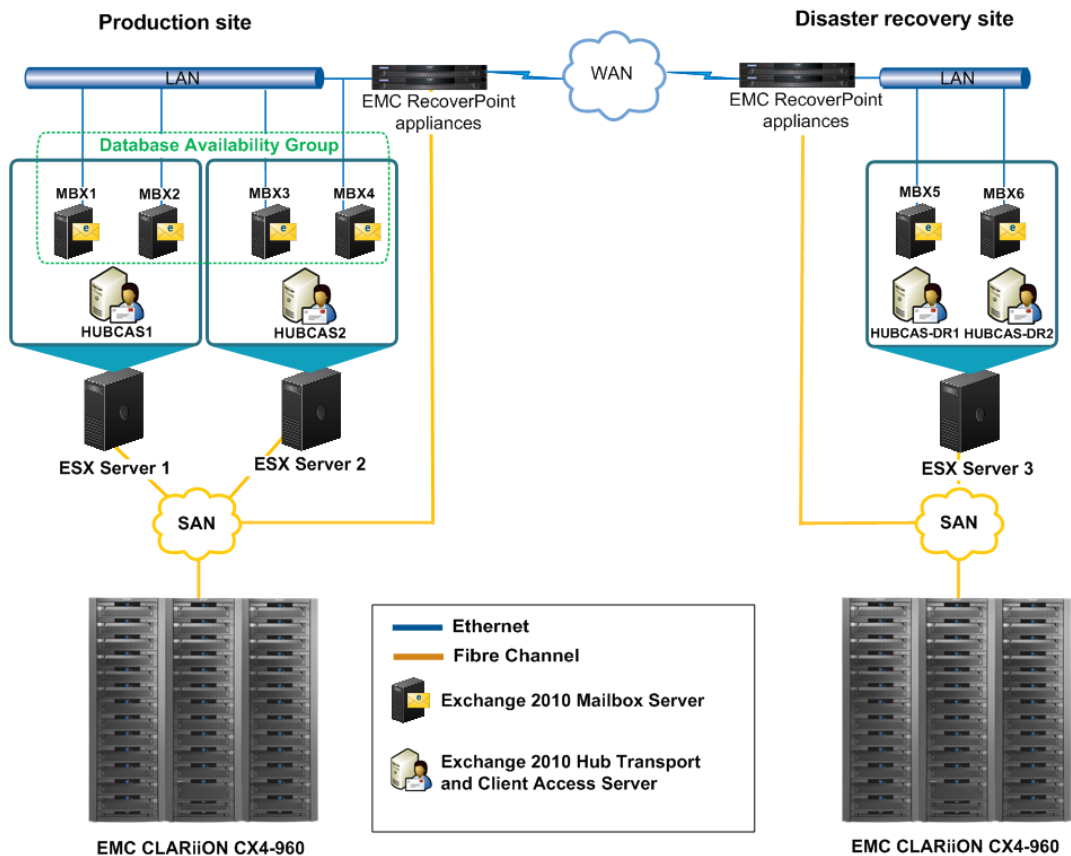 Production site
Disaster recovery site
LAN
EMC RecoverPoint
appliances
WAN
EMC RecoverPoint
appliances
LAN
Database Availability Group
MBX1
MBX2
MBX3
MBX4
MBX5
MBX6
HUBCAS1
HUBCAS2
HUBCAS-DR1
HUBCAS-DR2
ESX Server 1
ESX Server 2
ESX Server 3
SAN
SAN
Ethernet
Fibre Channel
Exchange 2010 Mailbox Server
Exchange 2010 Hub Transport
and Client Access Server
EMC CLARiiON CX4-960
EMC CLARiiON CX4-960